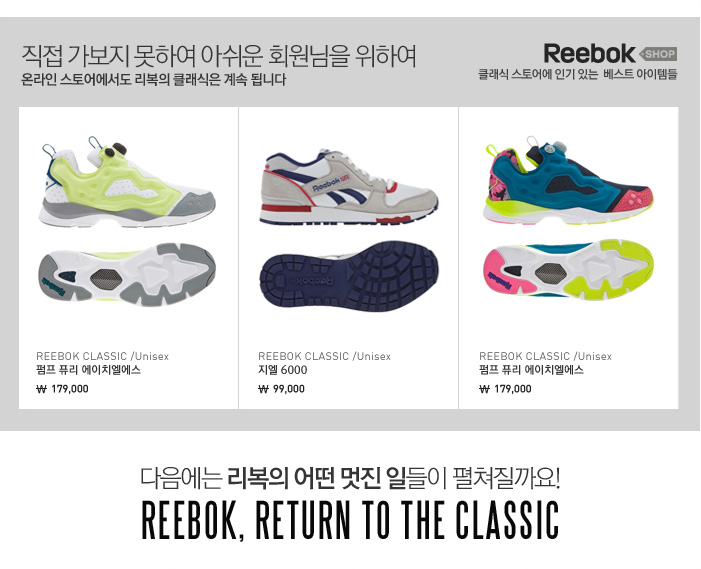 직접 가보지 못하여 아쉬운 회원님을 위하여
온라인 스토어에서도 리복의 클래식은 계속 됩니다
Reebok SHOP
클래식 스토어에 인기 있는 베스트 아이템들
REEBOK CLASSIC /Unisex
펌프 퓨리 에이치엘에스
₩ 179,000
Reebok
REEBOK CLASSIC /Unisex
지엘 6000
₩ 99,000
REEBOK CLASSIC /Unisex
펌프 퓨리 에이치엘에스
₩ 179,000
다음에는 리복의 어떤 멋진 일들이 펼쳐질까요!
REEBOK, RETURN TO THE CLASSIC